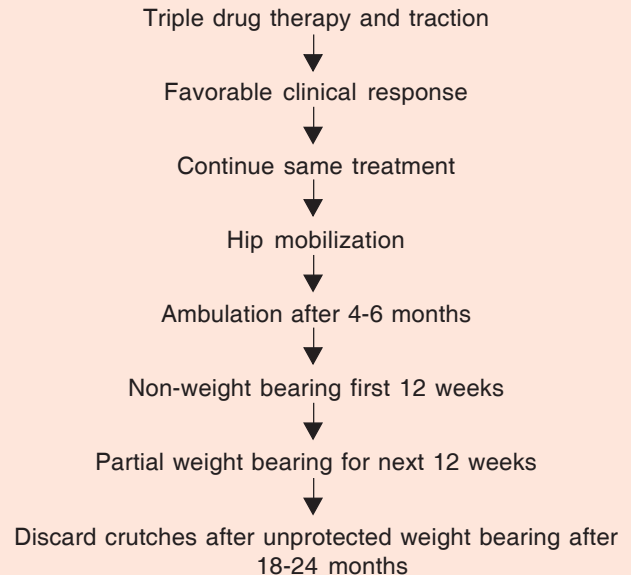 Triple drug therapy and traction
Favorable clinical response
Continue same treatment
Hip mobilization
Ambulation after 4-6 months
Non-weight bearing first 12 weeks
Partial weight bearing for next 12 weeks
Discard crutches after unprotected weight bearing after
18-24 months